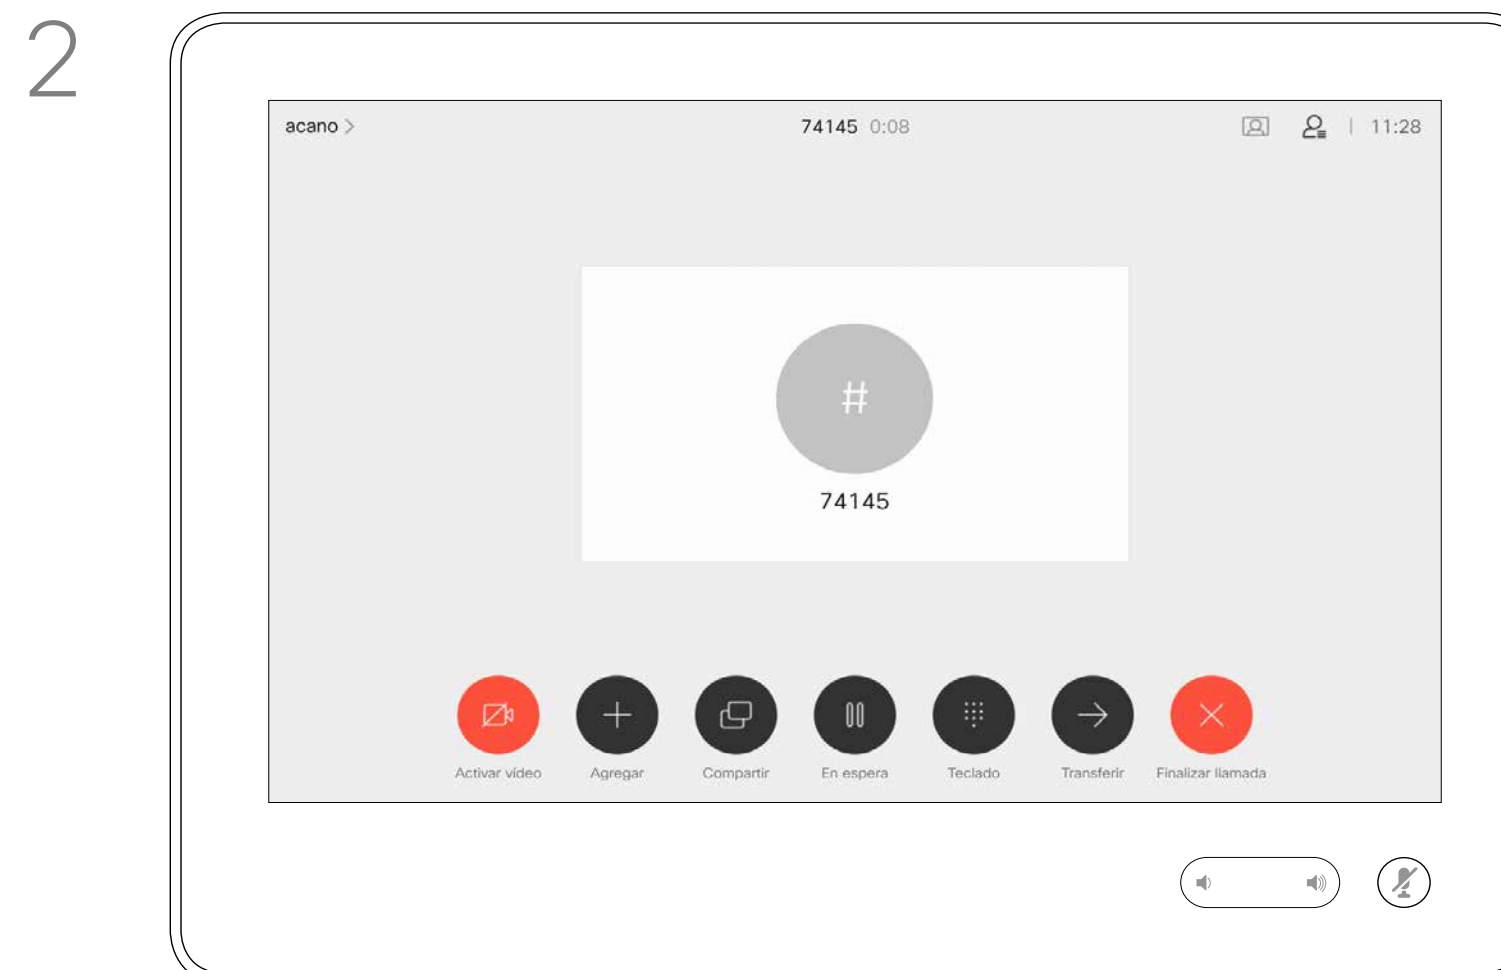 2
acano > 74145 0:08 | 11:28
#
74145
Activar vídeo Agregar Compartir En espera Teclado Transferir Finalizar llamada